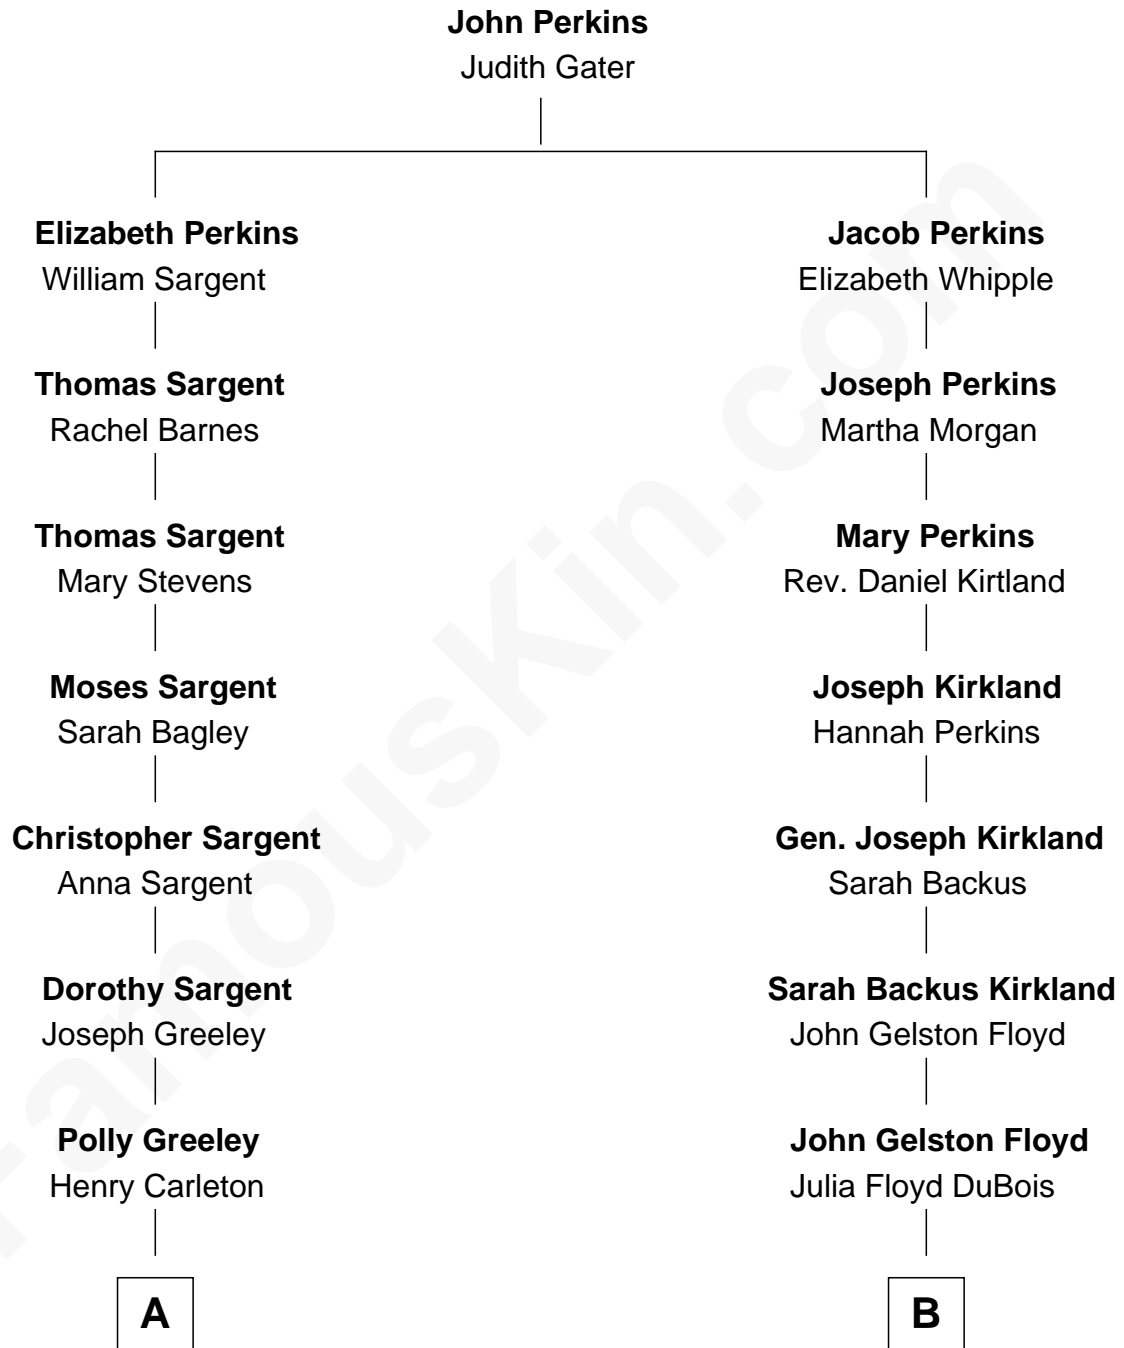 John Perkins
Judith Gater
Elizabeth Perkins
William Sargent
Jacob Perkins
Elizabeth Whipple
Thomas Sargent
Rachel Barnes
Joseph Perkins
Martha Morgan
Thomas Sargent
Mary Stevens
Mary Perkins
Rev. Daniel Kirtland
Moses Sargent
Sarah Bagley
Joseph Kirkland
Hannah Perkins
Christopher Sargent
Anna Sargent
Gen. Joseph Kirkland
Sarah Backus
Dorothy Sargent
Joseph Greeley
Sarah Backus Kirkland
John Gelston Floyd
Polly Greeley
Henry Carleton
John Gelston Floyd
Julia Floyd DuBois
A
B
FamousKin.com